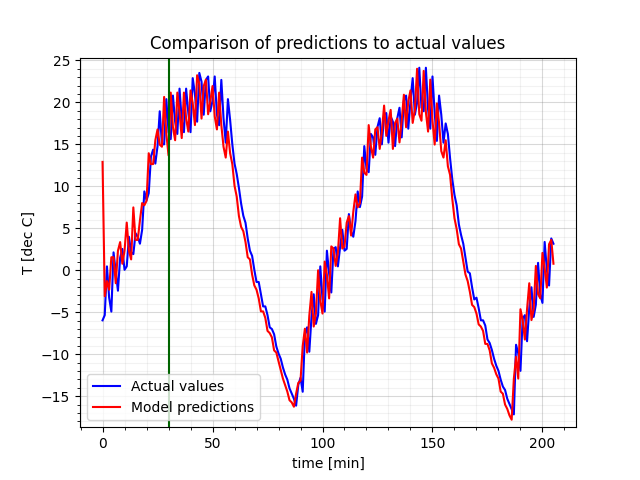 Comparison of predictions to actual values
25
20
15
10
5
0
−5
−10
−15
T [dec C]
Actual values
Model predictions
0 50 100 150 200
time [min]